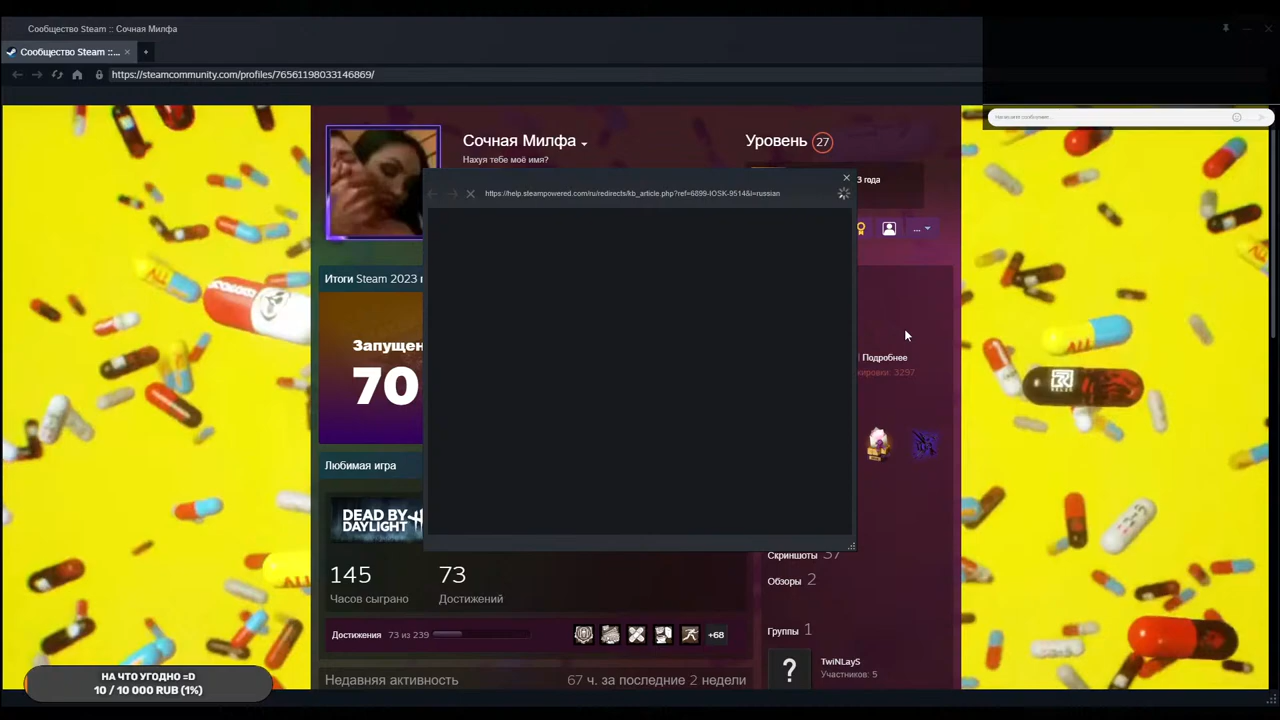 Сообщество Steam :: Сочная Милфа
Сообщество Steam ::...
https://steamcommunity.com/profiles/76561198033146869/
Сочная Милфа
Нахуя тебе моё имя?
Уровень 27
3 года
https://help.steampowered.com/ru/redirects/kb_article.php?ref=6899-IOSK-9514&l=russian
...
Итоги Steam 2023
Запущен
70
Подробнее
кировки: 3297
Любимая игра
DEAD BY
DAYLIGHT
145
Часов сыграно
73
Достижений
Скриншоты 37
Обзоры 2
Достижения 73 из 239
+68
Группы 1
?
TwiNLayS
Участников: 5
Недавняя активность
67 ч. за последние 2 недели
НА ЧТО УГОДНО =D
10 / 10 000 RUB (1%)